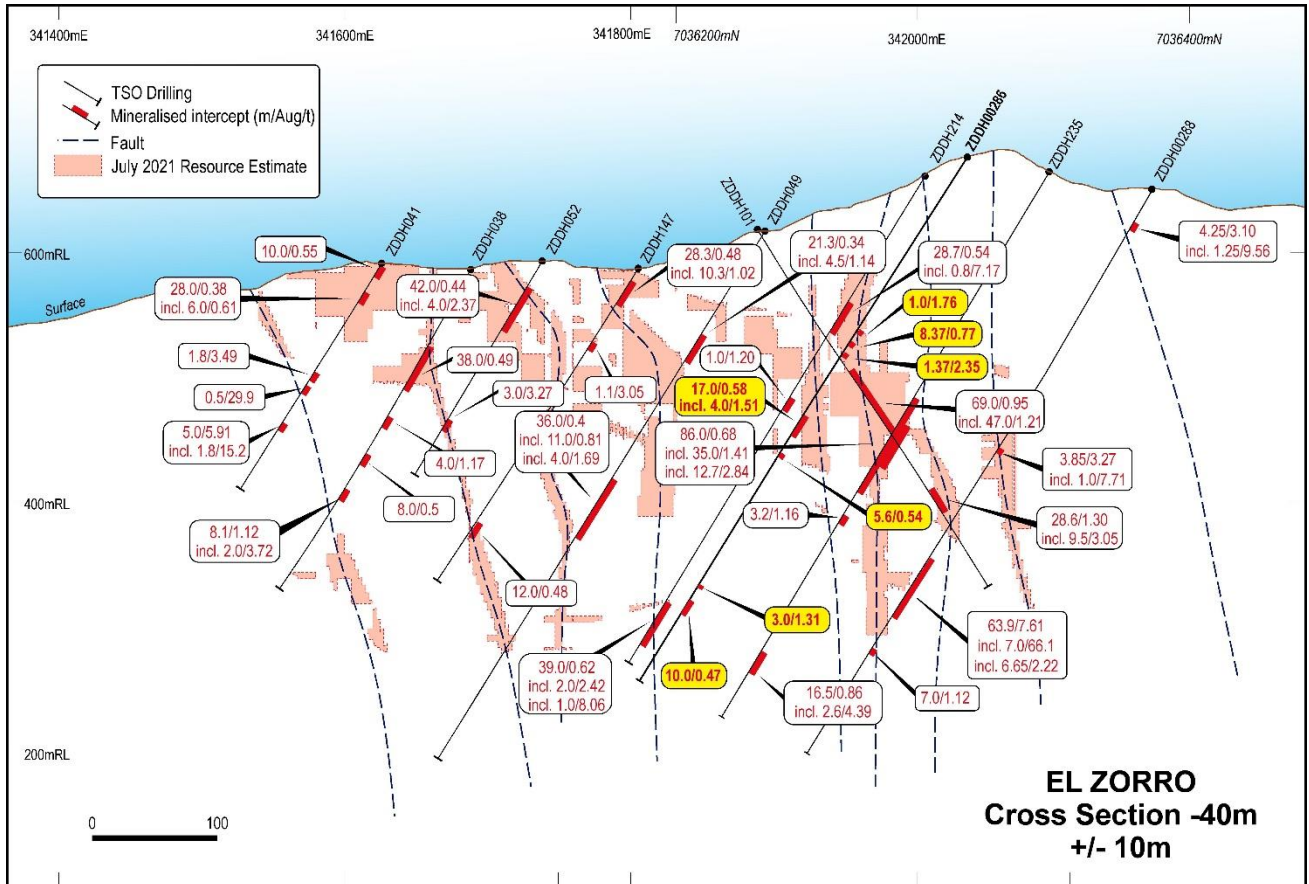 341400mE
341600mE
341800mE
7036200mN
342000mE
7036400mN
TSO Drilling
Mineralised intercept (m/Aug/t)
Fault
July 2021 Resource Estimate
ZDDH041
ZDDH038
ZDDH052
ZDDH147
ZDDH101
ZDDH049
ZDDH214
ZDDH00286
ZDDH235
ZDDH00288
600mRL
Surface
400mRL
200mRL
10.0/0.55
28.0/0.38
incl. 6.0/0.61
1.8/3.49
0.5/29.9
5.0/5.91
incl. 1.8/15.2
8.1/1.12
incl. 2.0/3.72
42.0/0.44
incl. 4.0/2.37
38.0/0.49
3.0/3.27
4.0/1.17
8.0/0.5
12.0/0.48
28.3/0.48
incl. 10.3/1.02
1.1/3.05
36.0/0.4
incl. 11.0/0.81
incl. 4.0/1.69
21.3/0.34
incl. 4.5/1.14
1.0/1.20
17.0/0.58
incl. 4.0/1.51
86.0/0.68
incl. 35.0/1.41
incl. 12.7/2.84
28.7/0.54
incl. 0.8/7.17
1.0/1.76
8.37/0.77
1.37/2.35
69.0/0.95
incl. 47.0/1.21
4.25/3.10
incl. 1.25/9.56
3.85/3.27
incl. 1.0/7.71
28.6/1.30
incl. 9.5/3.05
3.2/1.16
5.6/0.54
3.0/1.31
10.0/0.47
39.0/0.62
incl. 2.0/2.42
incl. 1.0/8.06
16.5/0.86
incl. 2.6/4.39
7.0/1.12
63.9/7.61
incl. 7.0/66.1
incl. 6.65/2.22
0
100
EL ZORRO
Cross Section -40m
+/- 10m